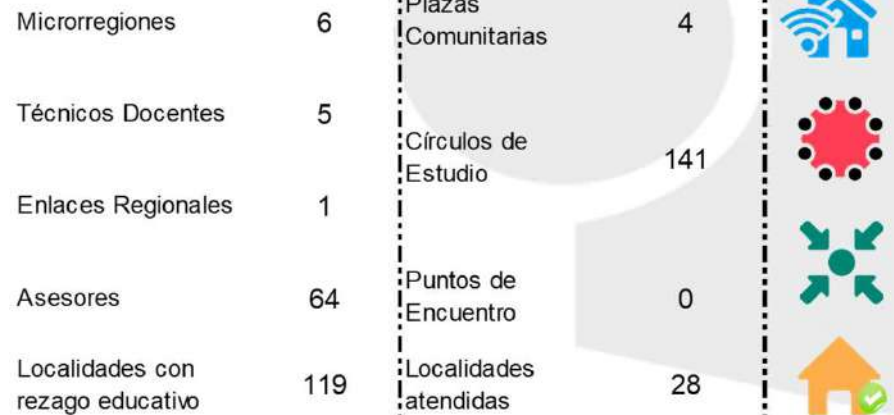 Microrregiones 6
Técnicos Docentes 5
Enlaces Regionales 1
Asesores 64
Localidades con
rezago educativo 119
Plazas
Comunitarias 4
Círculos de
Estudio 141
Puntos de
Encuentro 0
Localidades
atendidas 28